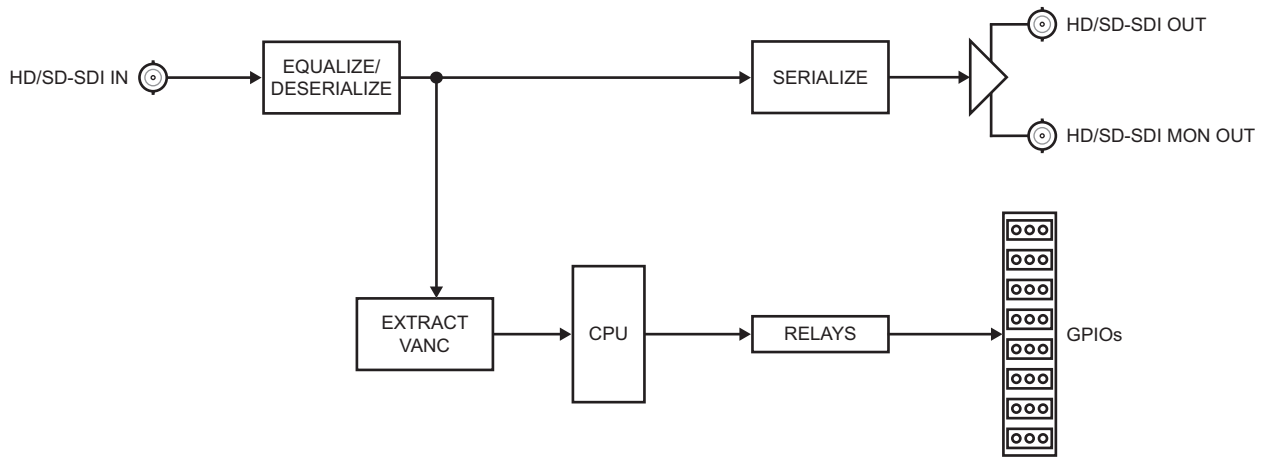 HD/SD-SDI IN
EQUALIZE/
DESERIALIZE
SERIALIZE
HD/SD-SDI OUT
HD/SD-SDI MON OUT
EXTRACT
VANC
CPU
RELAYS
GPIOs